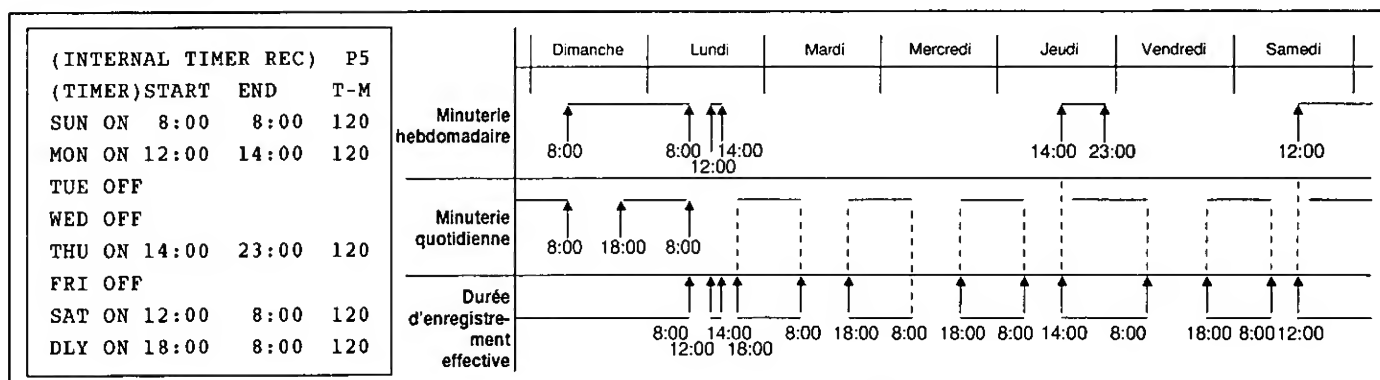 (INTERNAL TIMER REC) P5
(TIMER)START END T-M
SUN ON 8:00 8:00 120
MON ON 12:00 14:00 120
TUE OFF
WED OFF
THU ON 14:00 23:00 120
FRI OFF
SAT ON 12:00 8:00 120
DLY ON 18:00 8:00 120
Dimanche Lundi Mardi Mercredi Jeudi Vendredi Samedi
Minuterie
hebdomadaire
8:00 8:00 14:00 14:00 23:00 12:00
12:00
Minuterie
quotidienne
8:00 18:00 8:00
Durée
d'enregistre-
ment
effective
8:00 14:00 8:00 18:00 8:00 18:00 8:00 14:00 8:00 18:00 8:00 12:00
12:00 18:00